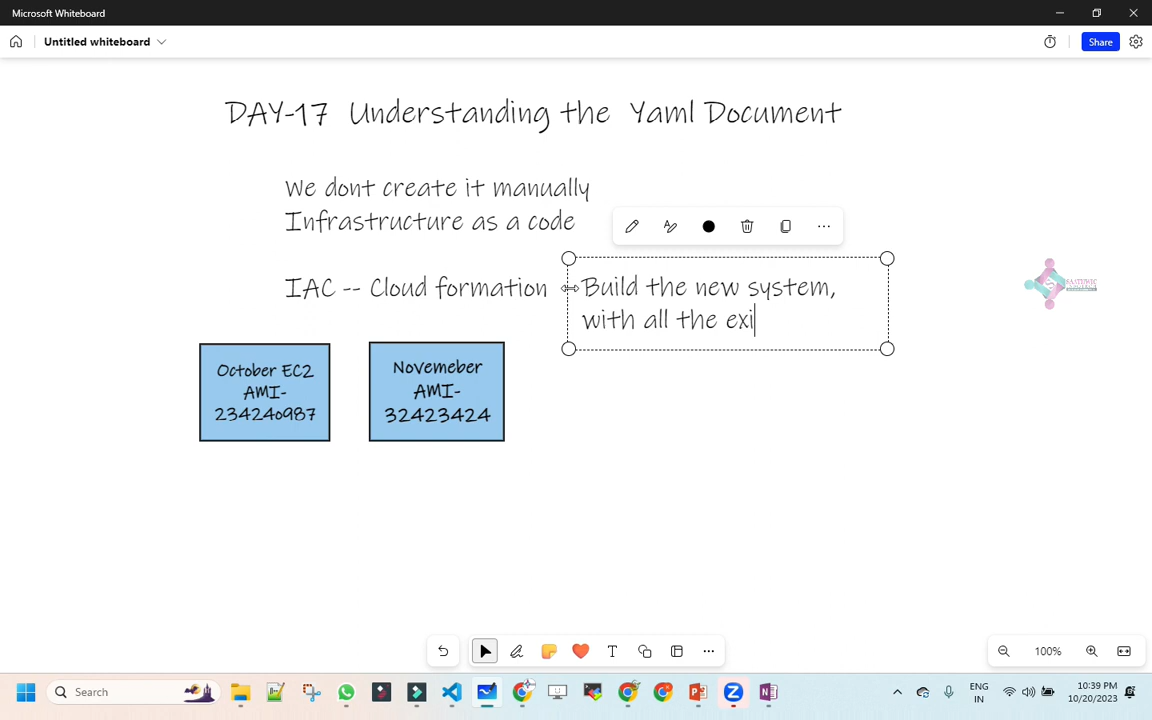 Microsoft Whiteboard
Untitled whiteboard
Share
DAY-17 Understanding the Yaml Document
We dont create it manually
Infrastructure as a code
IAC -- Cloud formation
Build the new system,
with all the exi
October EC2
AMI-
234240987
Novemeber
AMI-
32423424
100%
Search
ENG
IN
10:39 PM
10/20/2023